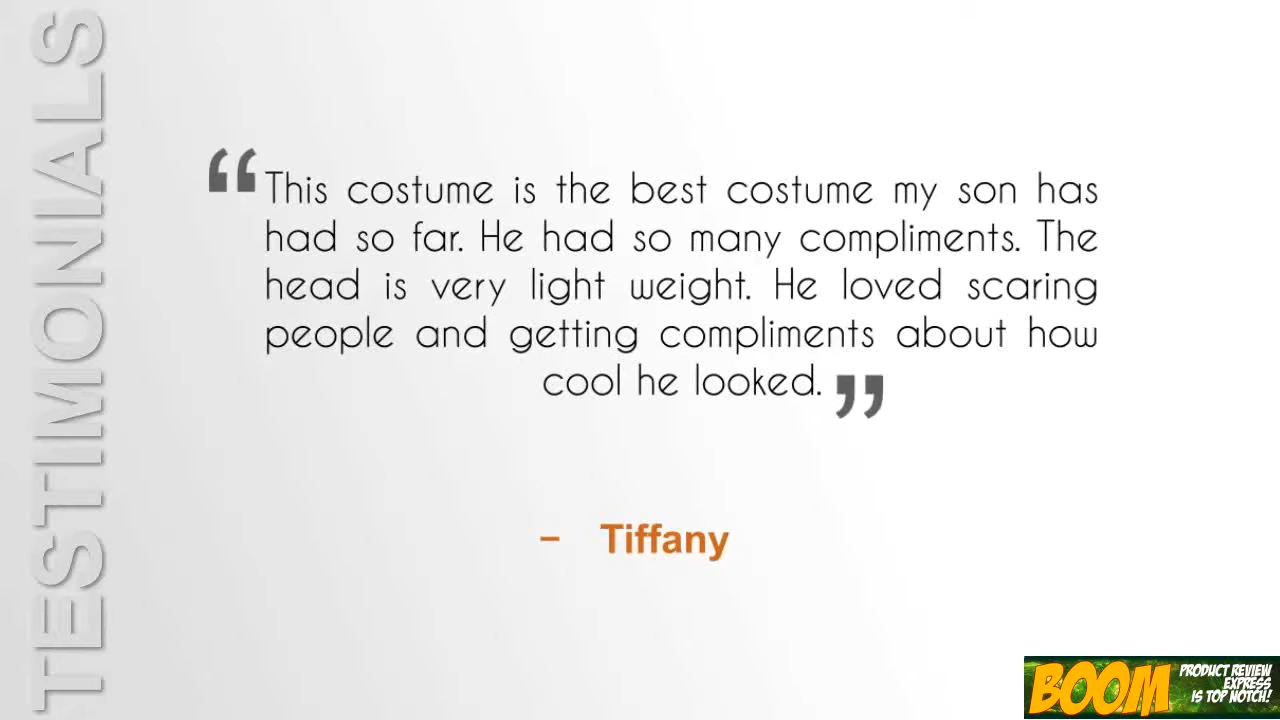 TESTIMONIALS
“This costume is the best costume my son has
had so far. He had so many compliments. The
head is very light weight. He loved scaring
people and getting compliments about how
cool he looked.”
– Tiffany
BOOM
PRODUCT REVIEW
EXPRESS
IS TOP NOTCH!